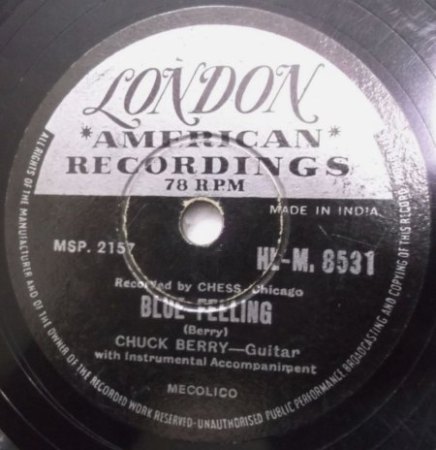 LONDON
*AMERICAN*
RECORDINGS
78 RPM
MADE IN INDIA
MSP. 2157
HL-M. 8531
Recorded by CHESS, Chicago
BLUE FEELING
(Berry)
CHUCK BERRY—Guitar
with Instrumental Accompaniment
MECOLICO
ALL RIGHTS OF THE MANUFACTURER AND OF THE OWNER OF THE RECORDED WORK RESERVED-UNAUTHORISED PUBLIC PERFORMANCE BROADCASTING AND COPYING OF THIS RECORD